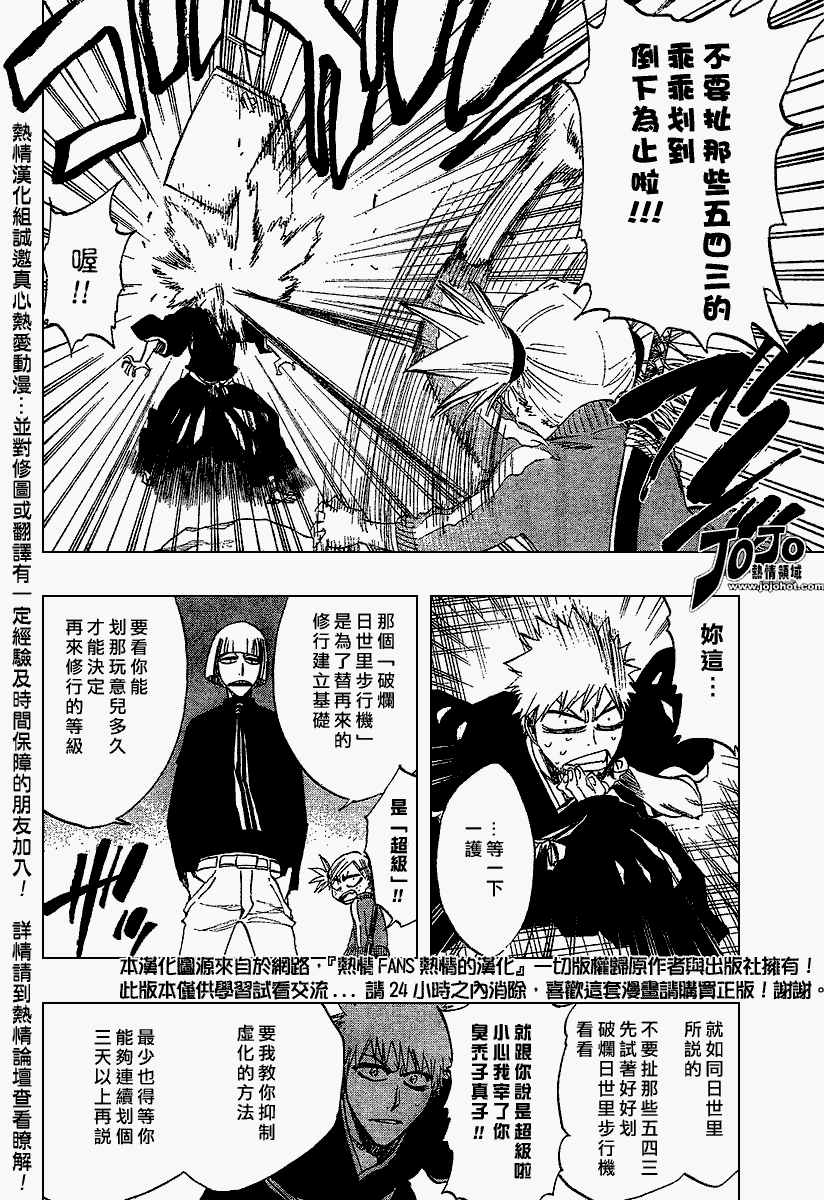 不要扯那些五四三的
乖乖划到
倒下為止啦!!!
喔!!
JOJO
熱情領域
www.jojohot.com
妳這…
…等一下
一護
那個「破爛
日世里步行機」
是為了替再來的
修行建立基礎
要看你能
划那玩意兒多久
才能決定
再來修行的等級
是「超級」!!
本漢化圖源來自於網路，『熱情FANS熱情的漢化』一切版權歸原作者與出版社擁有！
此版本僅供學習試看交流...請24小時之內消除，喜歡這套漫畫請購買正版！謝謝。
就如同日世里
所說的
不要扯那些五四三
先試著好好划
破爛日世里步行機
看看
就跟你說是超級啦
小心我宰了你
臭禿子真子!!
要我教你抑制
虛化的方法
最少也得等你
能夠連續划個
三天以上再說
熱情漢化組誠邀真心熱愛動漫…並對修圖或翻譯有一定經驗及時間保障的朋友加入！ 詳情請到熱情論壇查看瞭解！